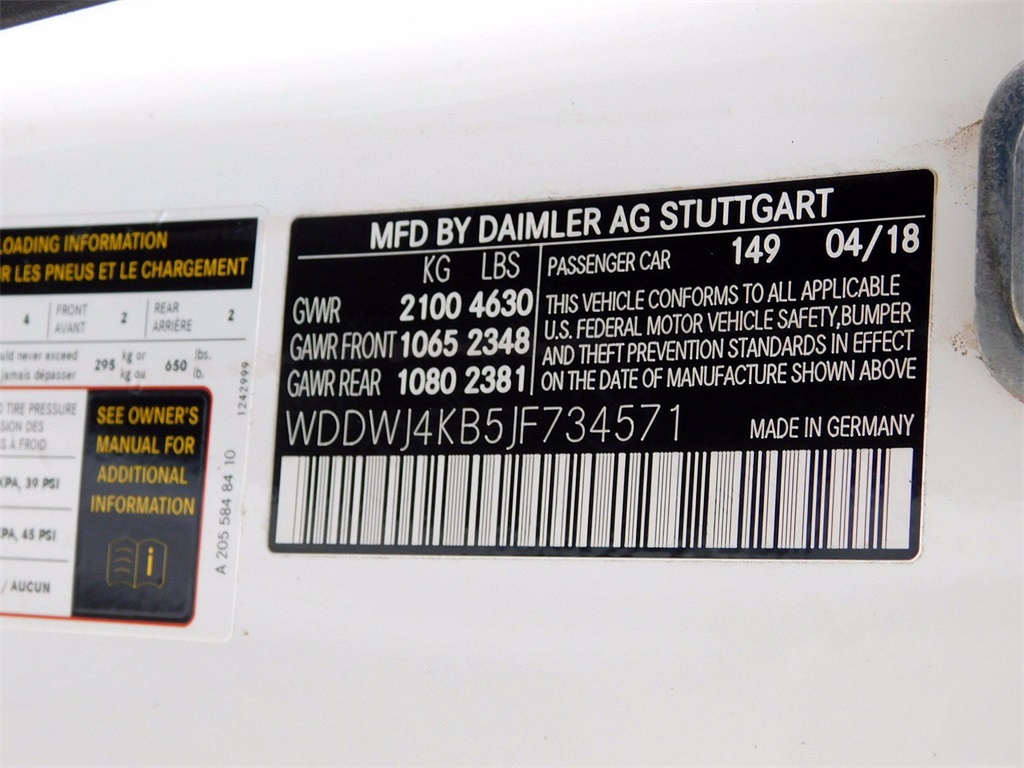 LOADING INFORMATION
R LES PNEUS ET LE CHARGEMENT
4 FRONT AVANT 2 REAR ARRIÈRE 2
uld never exceed 295 kg or 650 lbs.
jamais dépasser kg ou lb.
TIRE PRESSURE
SION DES
S À FROID
KPA, 39 PSI
PA, 45 PSI
/ AUCUN
SEE OWNER'S
MANUAL FOR
ADDITIONAL
INFORMATION
i
1242999
A 205 584 84 10
MFD BY DAIMLER AG STUTTGART
KG LBS
GVWR 2100 4630
GAWR FRONT 1065 2348
GAWR REAR 1080 2381
PASSENGER CAR 149 04/18
THIS VEHICLE CONFORMS TO ALL APPLICABLE
U.S. FEDERAL MOTOR VEHICLE SAFETY,BUMPER
AND THEFT PREVENTION STANDARDS IN EFFECT
ON THE DATE OF MANUFACTURE SHOWN ABOVE
WDDWJ4KB5JF734571
MADE IN GERMANY